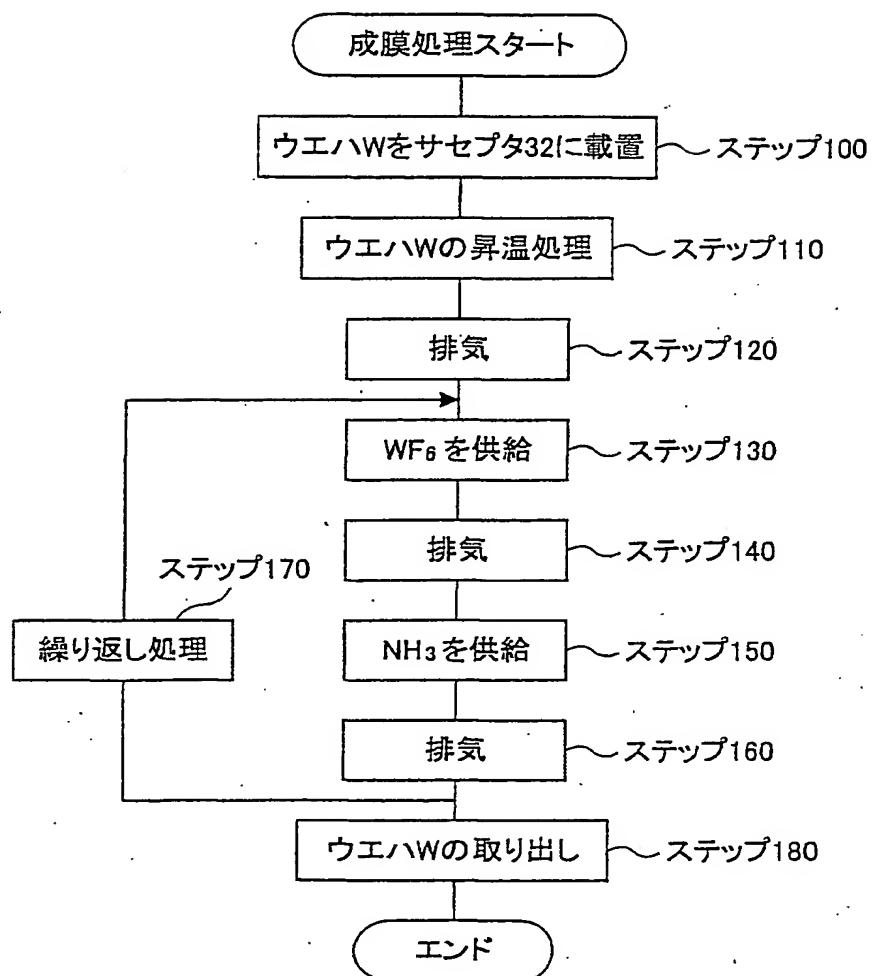 成膜処理スタート
ウエハWをサセプタ32に載置
ステップ100
ウエハWの昇温処理
ステップ110
排気
ステップ120
WF₆を供給
ステップ130
排気
ステップ140
ステップ170
繰り返し処理
NH₃を供給
ステップ150
排気
ステップ160
ウエハWの取り出し
ステップ180
エンド